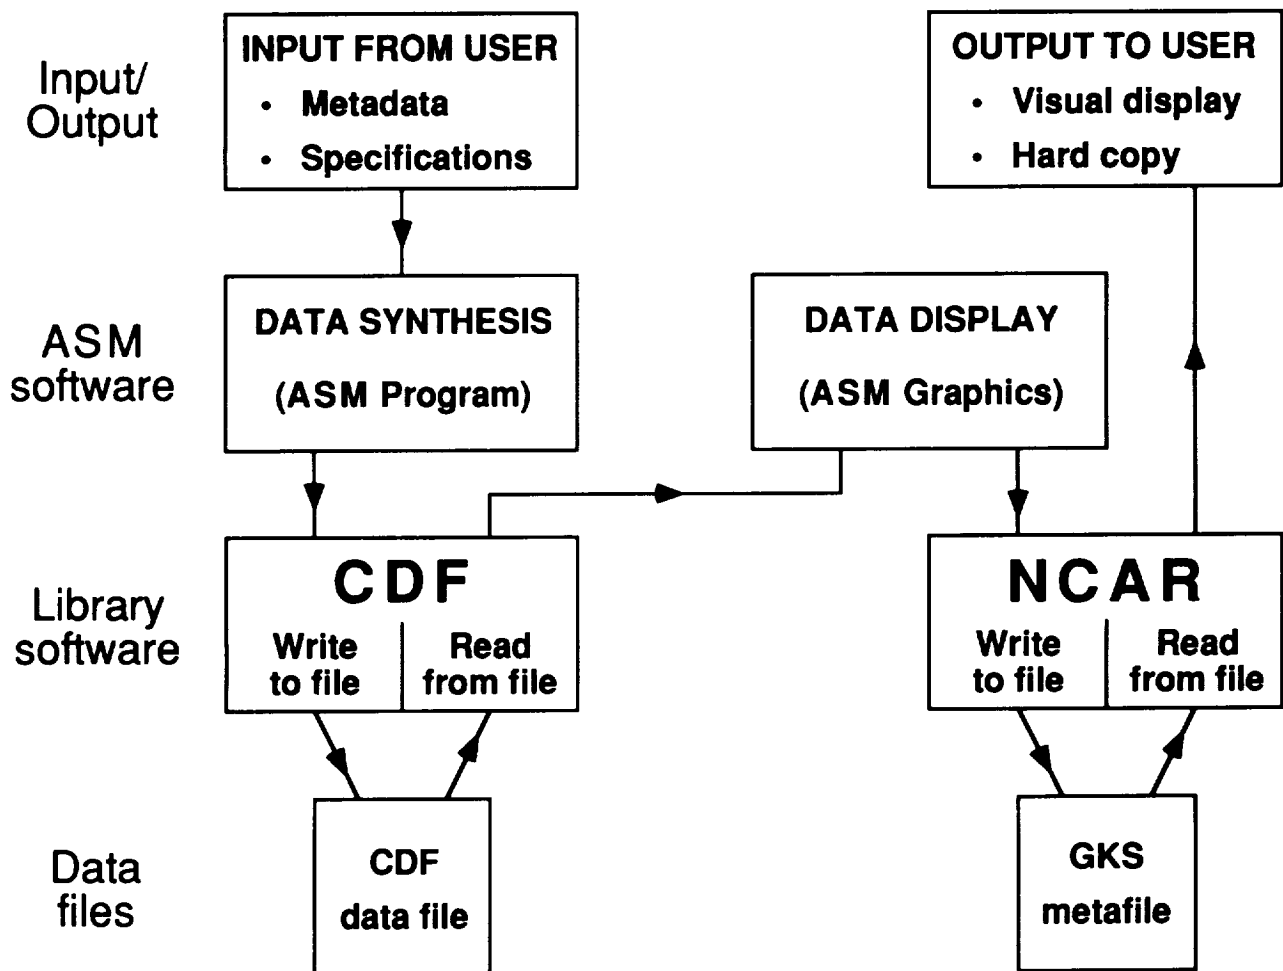 Input/
Output
INPUT FROM USER
• Metadata
• Specifications
OUTPUT TO USER
• Visual display
• Hard copy
ASM
software
DATA SYNTHESIS
(ASM Program)
DATA DISPLAY
(ASM Graphics)
Library
software
CDF
Write
to file
Read
from file
NCAR
Write
to file
Read
from file
Data
files
CDF
data file
GKS
metafile